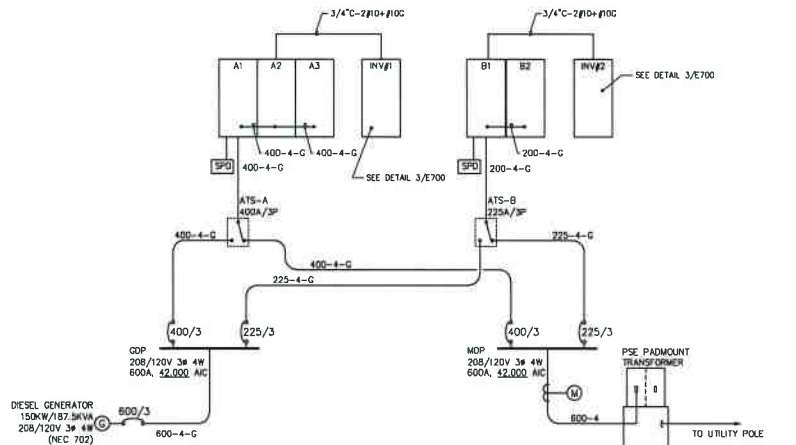 3/4"C-2#10+#10G
3/4"C-2#10+#10G
A1
A2
A3
INV#1
B1
B2
INV#2
SEE DETAIL 3/E700
400-4-G
400-4-G
200-4-G
SPD
400-4-G
SEE DETAIL 3/E700
SPD
200-4-G
ATS-A
400A/3P
ATS-B
225A/3P
400-4-G
225-4-G
400-4-G
225-4-G
400/3
225/3
400/3
225/3
GDP
208/120V 3ø 4W
600A, 42,000 AIC
MDP
208/120V 3ø 4W
600A, 42,000 AIC
PSE PADMOUNT
TRANSFORMER
DIESEL GENERATOR
150KW/187.5KVA
208/120V 3ø 4W
(NEC 702)
G
600/3
600-4-G
M
600-4
TO UTILITY POLE